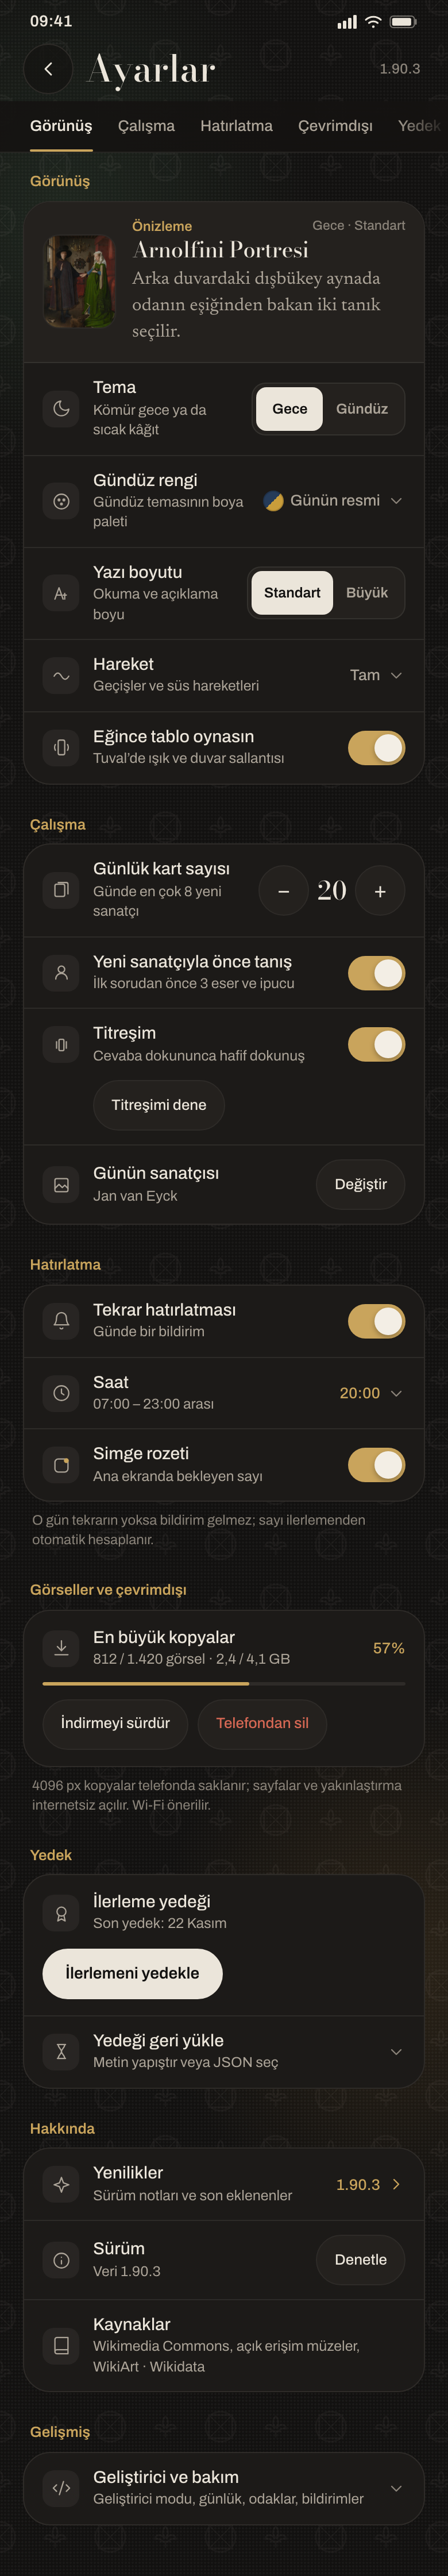 09:41
Ayarlar
1.90.3
Görünüş Çalışma Hatırlatma Çevrimdışı Yedek
Görünüş
Önizleme
Gece · Standart
Arnolfini Portresi
Arka duvardaki dışbükey aynada
odanın eşiğinden bakan iki tanık
seçilir.
Tema
Kömür gece ya da
sıcak kâğıt
Gece Gündüz
Gündüz rengi
Gündüz temasının boya
paleti
Günün resmi
Yazı boyutu
Okuma ve açıklama
boyu
Standart Büyük
Hareket
Geçişler ve süs hareketleri
Tam
Eğince tablo oynasın
Tuval'de ışık ve duvar sallantısı
Çalışma
Günlük kart sayısı
Günde en çok 8 yeni
sanatçı
− 20 +
Yeni sanatçıyla önce tanış
İlk sorudan önce 3 eser ve ipucu
Titreşim
Cevaba dokununca hafif dokunuş
Titreşimi dene
Günün sanatçısı
Jan van Eyck
Değiştir
Hatırlatma
Tekrar hatırlatması
Günde bir bildirim
Saat
07:00 – 23:00 arası
20:00
Simge rozeti
Ana ekranda bekleyen sayı
O gün tekrarın yoksa bildirim gelmez; sayı ilerlemenden
otomatik hesaplanır.
Görseller ve çevrimdışı
En büyük kopyalar
812 / 1.420 görsel · 2,4 / 4,1 GB
57%
İndirmeyi sürdür
Telefondan sil
4096 px kopyalar telefonda saklanır; sayfalar ve yakınlaştırma
internetsiz açılır. Wi-Fi önerilir.
Yedek
İlerleme yedeği
Son yedek: 22 Kasım
İlerlemeni yedekle
Yedeği geri yükle
Metin yapıştır veya JSON seç
Hakkında
Yenilikler
Sürüm notları ve son eklenenler
1.90.3
Sürüm
Veri 1.90.3
Denetle
Kaynaklar
Wikimedia Commons, açık erişim müzeler,
WikiArt · Wikidata
Gelişmiş
Geliştirici ve bakım
Geliştirici modu, günlük, odaklar, bildirimler